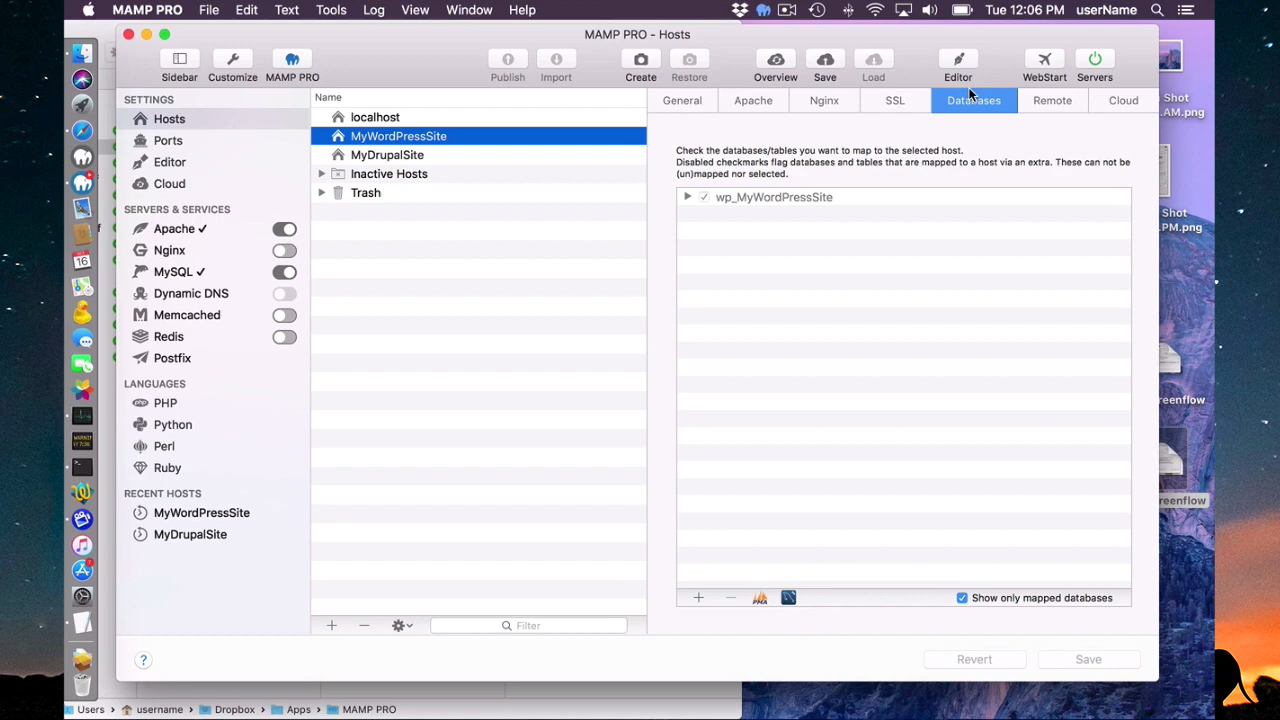 MAMP PRO File Edit Text Tools Log View Window Help Tue 12:06 PM userName
MAMP PRO - Hosts
Sidebar Customize MAMP PRO Publish Import Create Restore Overview Save Load Editor WebStart Servers
SETTINGS
Hosts
Ports
Editor
Cloud
SERVERS & SERVICES
Apache ✓
Nginx
MySQL ✓
Dynamic DNS
Memcached
Redis
Postfix
LANGUAGES
PHP
Python
Perl
Ruby
RECENT HOSTS
MyWordPressSite
MyDrupalSite
Name
localhost
MyWordPressSite
MyDrupalSite
Inactive Hosts
Trash
Filter
General Apache Nginx SSL Databases Remote Cloud
Check the databases/tables you want to map to the selected host.
Disabled checkmarks flag databases and tables that are mapped to a host via an extra. These can not be
(un)mapped nor selected.
wp_MyWordPressSite
PMA
Show only mapped databases
?
Revert Save
Shot
.AM.png
Shot
.PM.png
reenflow
reenflow
16
Users › username › Dropbox › Apps › MAMP PRO